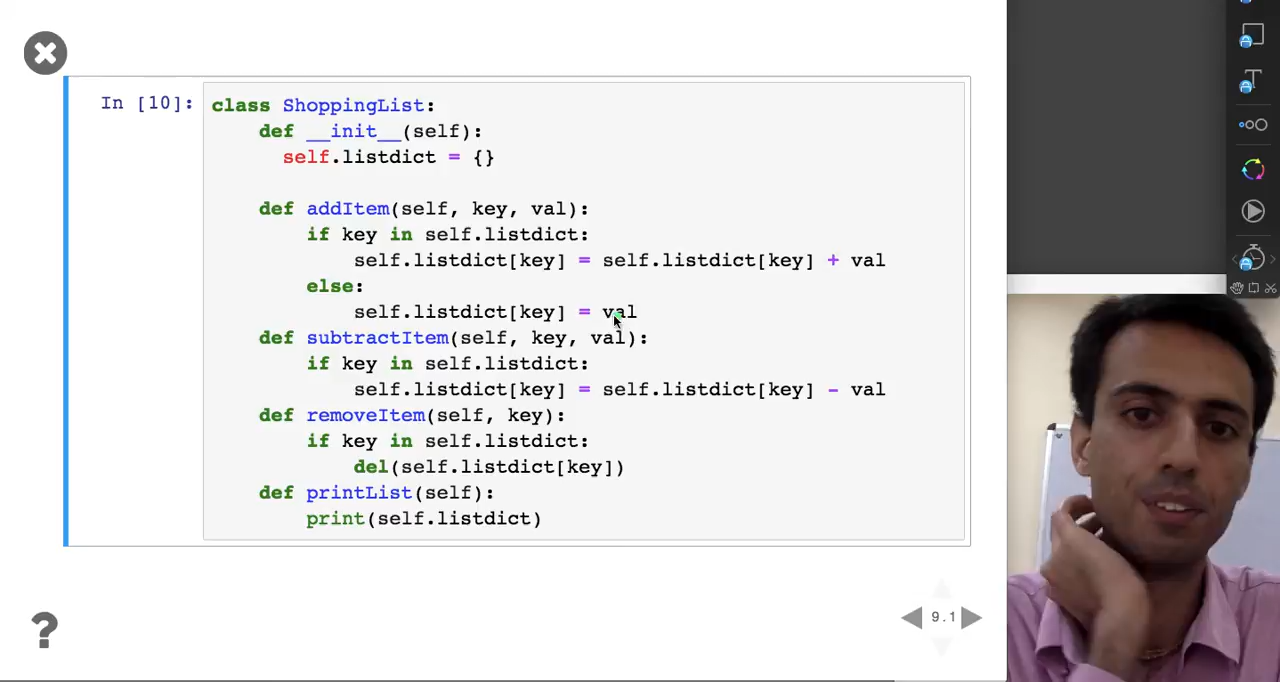 In [10]:
class ShoppingList:
def __init__(self):
self.listdict = {}
def addItem(self, key, val):
if key in self.listdict:
self.listdict[key] = self.listdict[key] + val
else:
self.listdict[key] = val
def subtractItem(self, key, val):
if key in self.listdict:
self.listdict[key] = self.listdict[key] - val
def removeItem(self, key):
if key in self.listdict:
del(self.listdict[key])
def printList(self):
print(self.listdict)
?
9.1
T